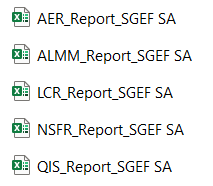 AER_Report_SGEF SA
ALMM_Report_SGEF SA
LCR_Report_SGEF SA
NSFR_Report_SGEF SA
QIS_Report_SGEF SA